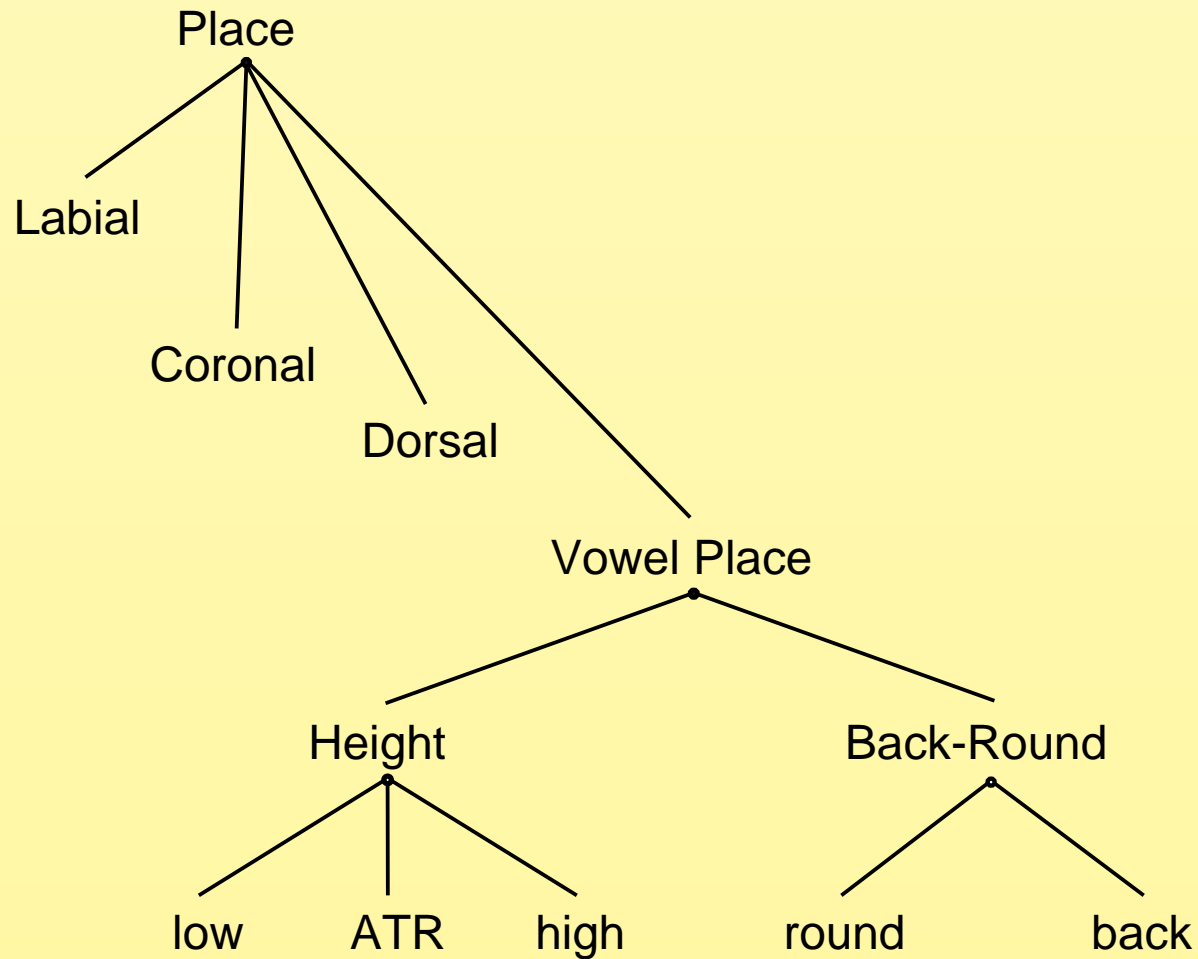 Place
Labial
Coronal
Dorsal
Vowel Place
Height Back-Round
low ATR high round back